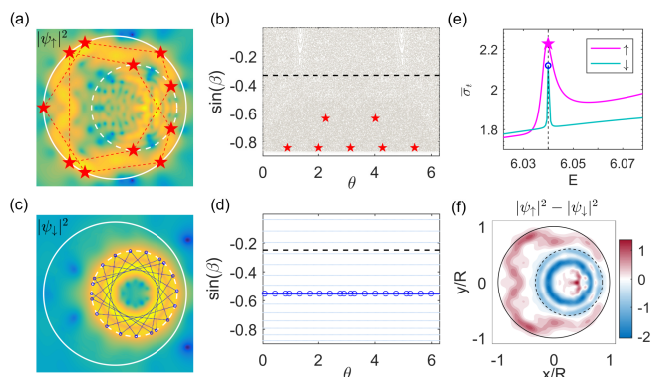 (a)
|ψ↑|²
(b)
sin(β)
-0.2
-0.4
-0.6
-0.8
0
2
4
6
θ
(e)
σ̅ₜ
2.2
2
1.8
6.03
6.05
6.07
E
↑
↓
(c)
|ψ↓|²
(d)
sin(β)
-0.2
-0.4
-0.6
-0.8
0
2
4
6
θ
(f)
|ψ↑|² − |ψ↓|²
y/R
1
0
-1
-1
0
1
x/R
1
0
-1
-2